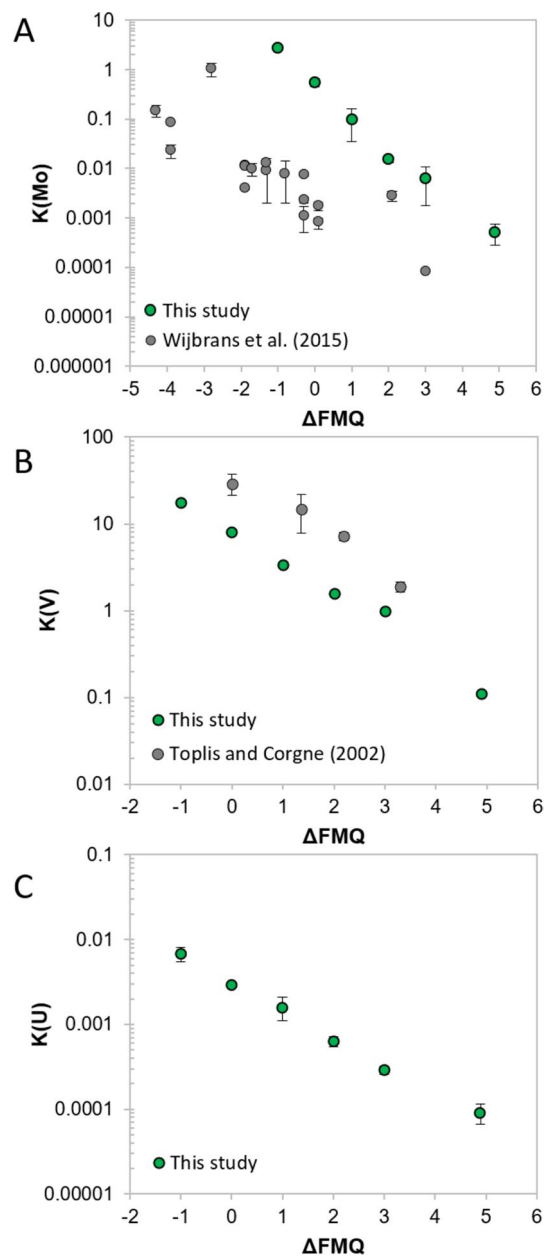 A
10
1
0.1
0.01
0.001
0.0001
0.00001
0.000001
K(Mo)
This study
Wijbrans et al. (2015)
-5 -4 -3 -2 -1 0 1 2 3 4 5 6
ΔFMQ
B
100
10
1
0.1
0.01
K(V)
This study
Toplis and Corgne (2002)
-2 -1 0 1 2 3 4 5 6
ΔFMQ
C
0.1
0.01
0.001
0.0001
0.00001
K(U)
This study
-2 -1 0 1 2 3 4 5 6
ΔFMQ